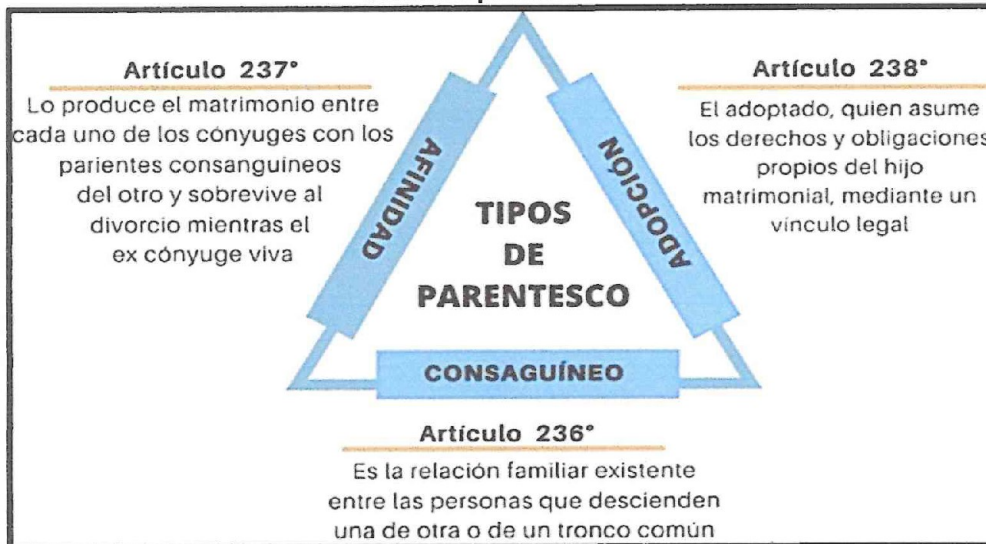 Artículo 237°
Lo produce el matrimonio entre
cada uno de los cónyuges con los
parientes consanguíneos
del otro y sobrevive al
divorcio mientras el
ex cónyuge viva
AFINIDAD
TIPOS
DE
PARENTESCO
ADOPCIÓN
Artículo 238°
El adoptado, quien asume
los derechos y obligaciones
propios del hijo
matrimonial, mediante un
vínculo legal
CONSAGUÍNEO
Artículo 236°
Es la relación familiar existente
entre las personas que descienden
una de otra o de un tronco común